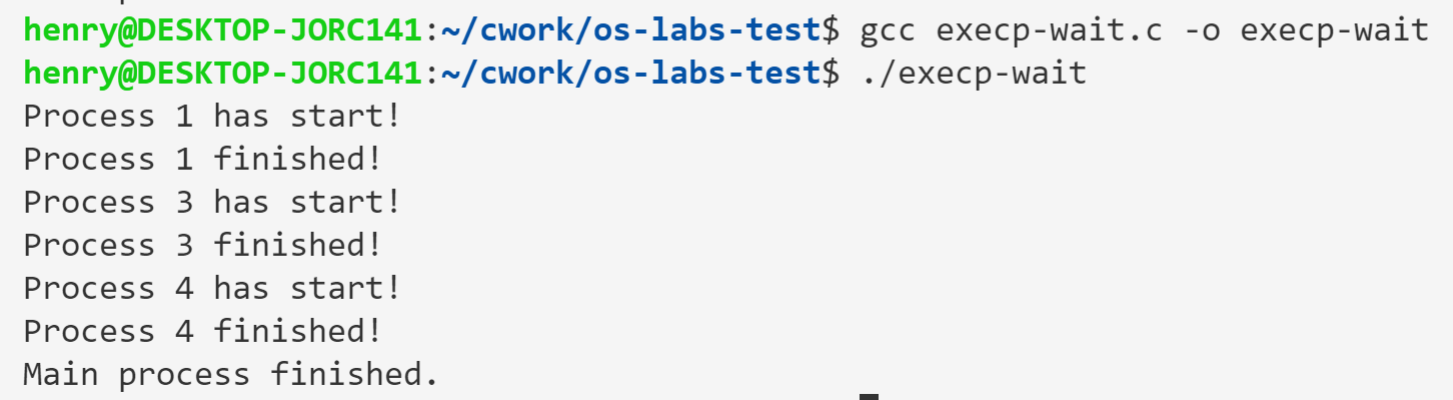 henry@DESKTOP-JORC141:~/cwork/os-labs-test$ gcc execp-wait.c -o execp-wait
henry@DESKTOP-JORC141:~/cwork/os-labs-test$ ./execp-wait
Process 1 has start!
Process 1 finished!
Process 3 has start!
Process 3 finished!
Process 4 has start!
Process 4 finished!
Main process finished.